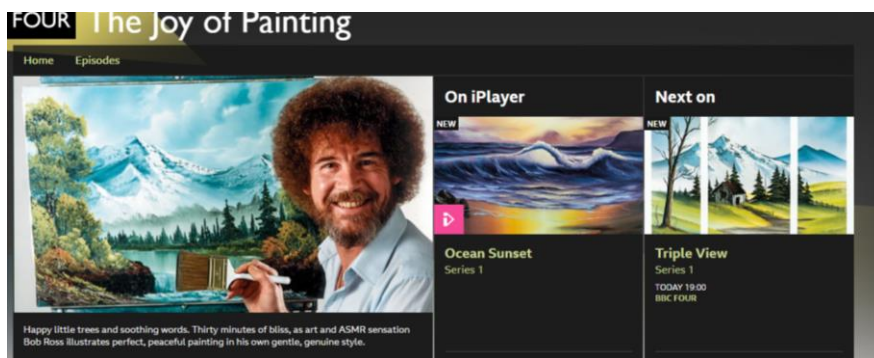 FOUR The Joy of Painting
Home Episodes
On iPlayer
Next on
NEW
NEW
Ocean Sunset
Series 1
Triple View
Series 1
TODAY 19:00
BBC FOUR
Happy little trees and soothing words. Thirty minutes of bliss, as art and ASMR sensation
Bob Ross illustrates perfect, peaceful painting in his own gentle, genuine style.